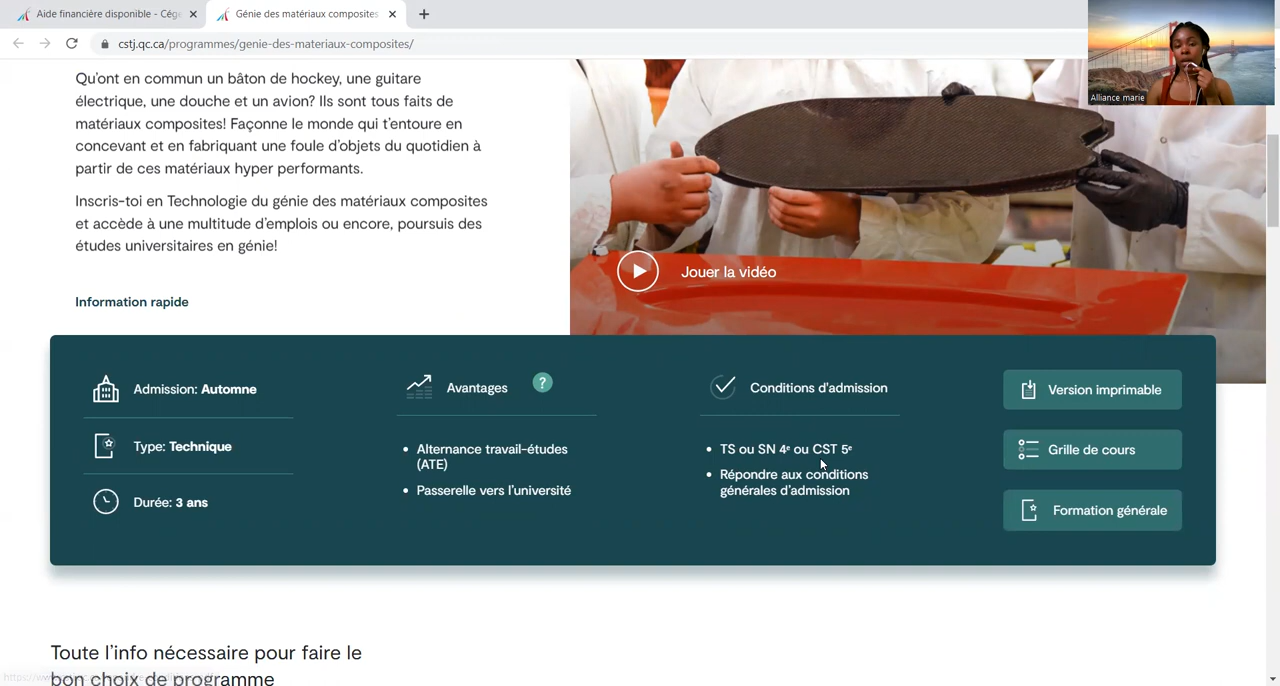 Aide financière disponible - Cége
Génie des matériaux composites
cstj.qc.ca/programmes/genie-des-materiaux-composites/
Alliance marie
Qu'ont en commun un bâton de hockey, une guitare
électrique, une douche et un avion? Ils sont tous faits de
matériaux composites! Façonne le monde qui t'entoure en
concevant et en fabriquant une foule d'objets du quotidien à
partir de ces matériaux hyper performants.
Inscris-toi en Technologie du génie des matériaux composites
et accède à une multitude d'emplois ou encore, poursuis des
études universitaires en génie!
Jouer la vidéo
Information rapide
Admission: Automne
Type: Technique
Durée: 3 ans
Avantages ?
Alternance travail-études
(ATE)
Passerelle vers l'université
Conditions d'admission
TS ou SN 4ᵉ ou CST 5ᵉ
Répondre aux conditions
générales d'admission
Version imprimable
Grille de cours
Formation générale
Toute l'info nécessaire pour faire le
bon choix de programme